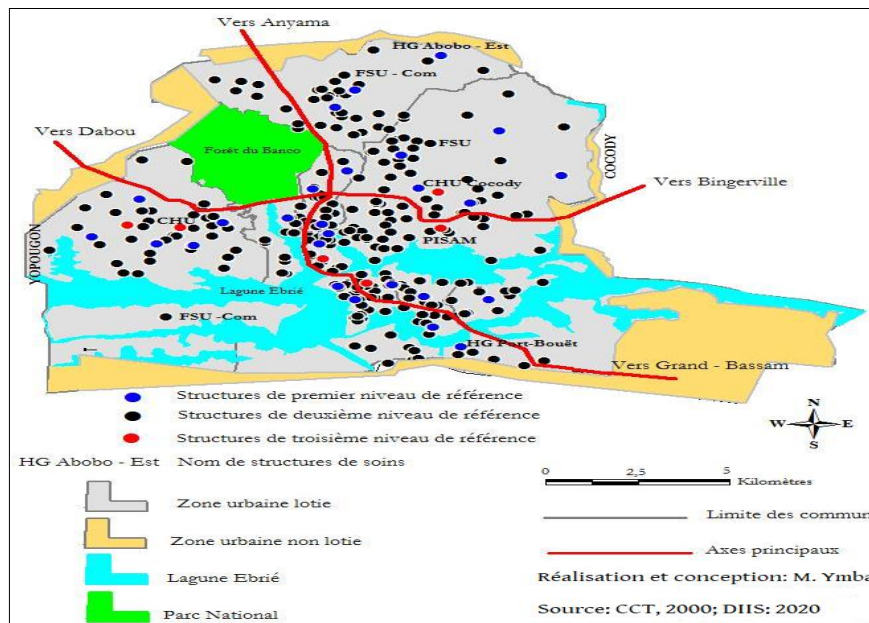 Vers Anyama
HG Abobo - Est
FSU - Com
Vers Dabou
Forêt du Banco
FSU
COCODY
CHU Cocody
Vers Bingerville
CHU
PISAM
YOPOUGON
Lagune Ebrié
FSU -Com
HG Port-Bouët
Vers Grand - Bassam
Structures de premier niveau de référence
Structures de deuxième niveau de référence
Structures de troisième niveau de référence
HG Abobo - Est Nom de structures de soins
N
W E
S
0 2,5 5
Kilomètres
Zone urbaine lotie
Limite des commun
Zone urbaine non lotie
Axes principaux
Lagune Ebrié
Réalisation et conception: M. Ymba
Parc National
Source: CCT, 2000; DIIS: 2020